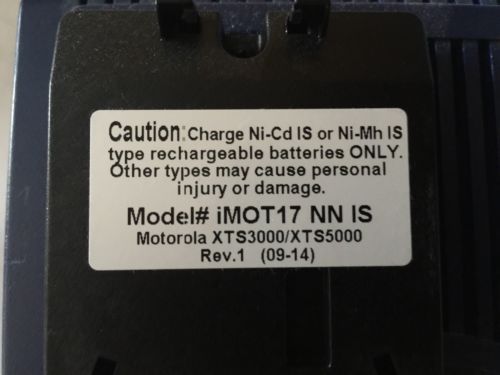 Caution: Charge Ni-Cd IS or Ni-Mh IS
type rechargeable batteries ONLY.
Other types may cause personal
injury or damage.
Model# iMOT17 NN IS
Motorola XTS3000/XTS5000
Rev.1 (09-14)